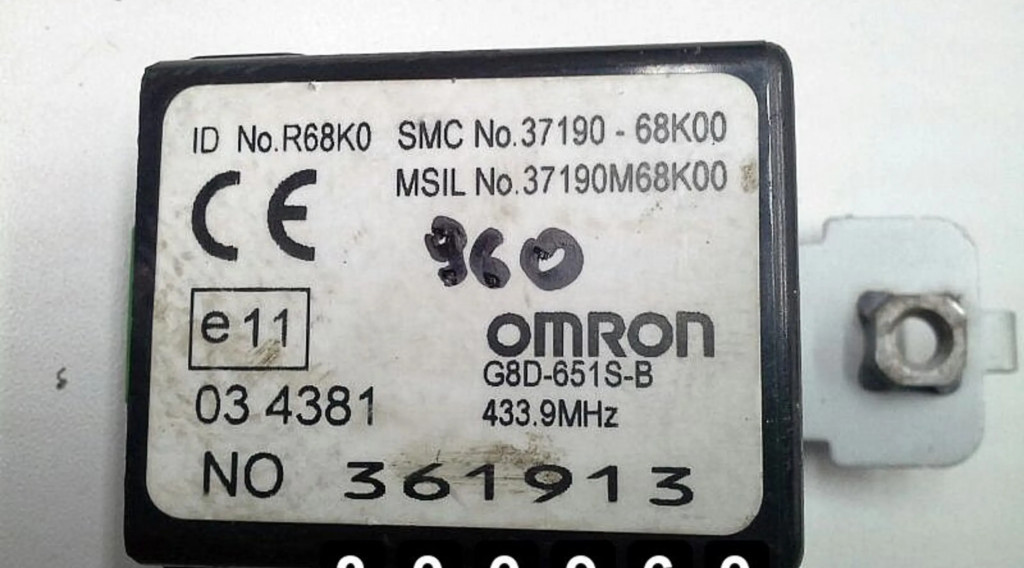 ID No.R68K0 SMC No.37190 - 68K00
MSIL No.37190M68K00
CE
960
e11
OMRON
G8D-651S-B
03 4381
433.9MHz
NO 361913